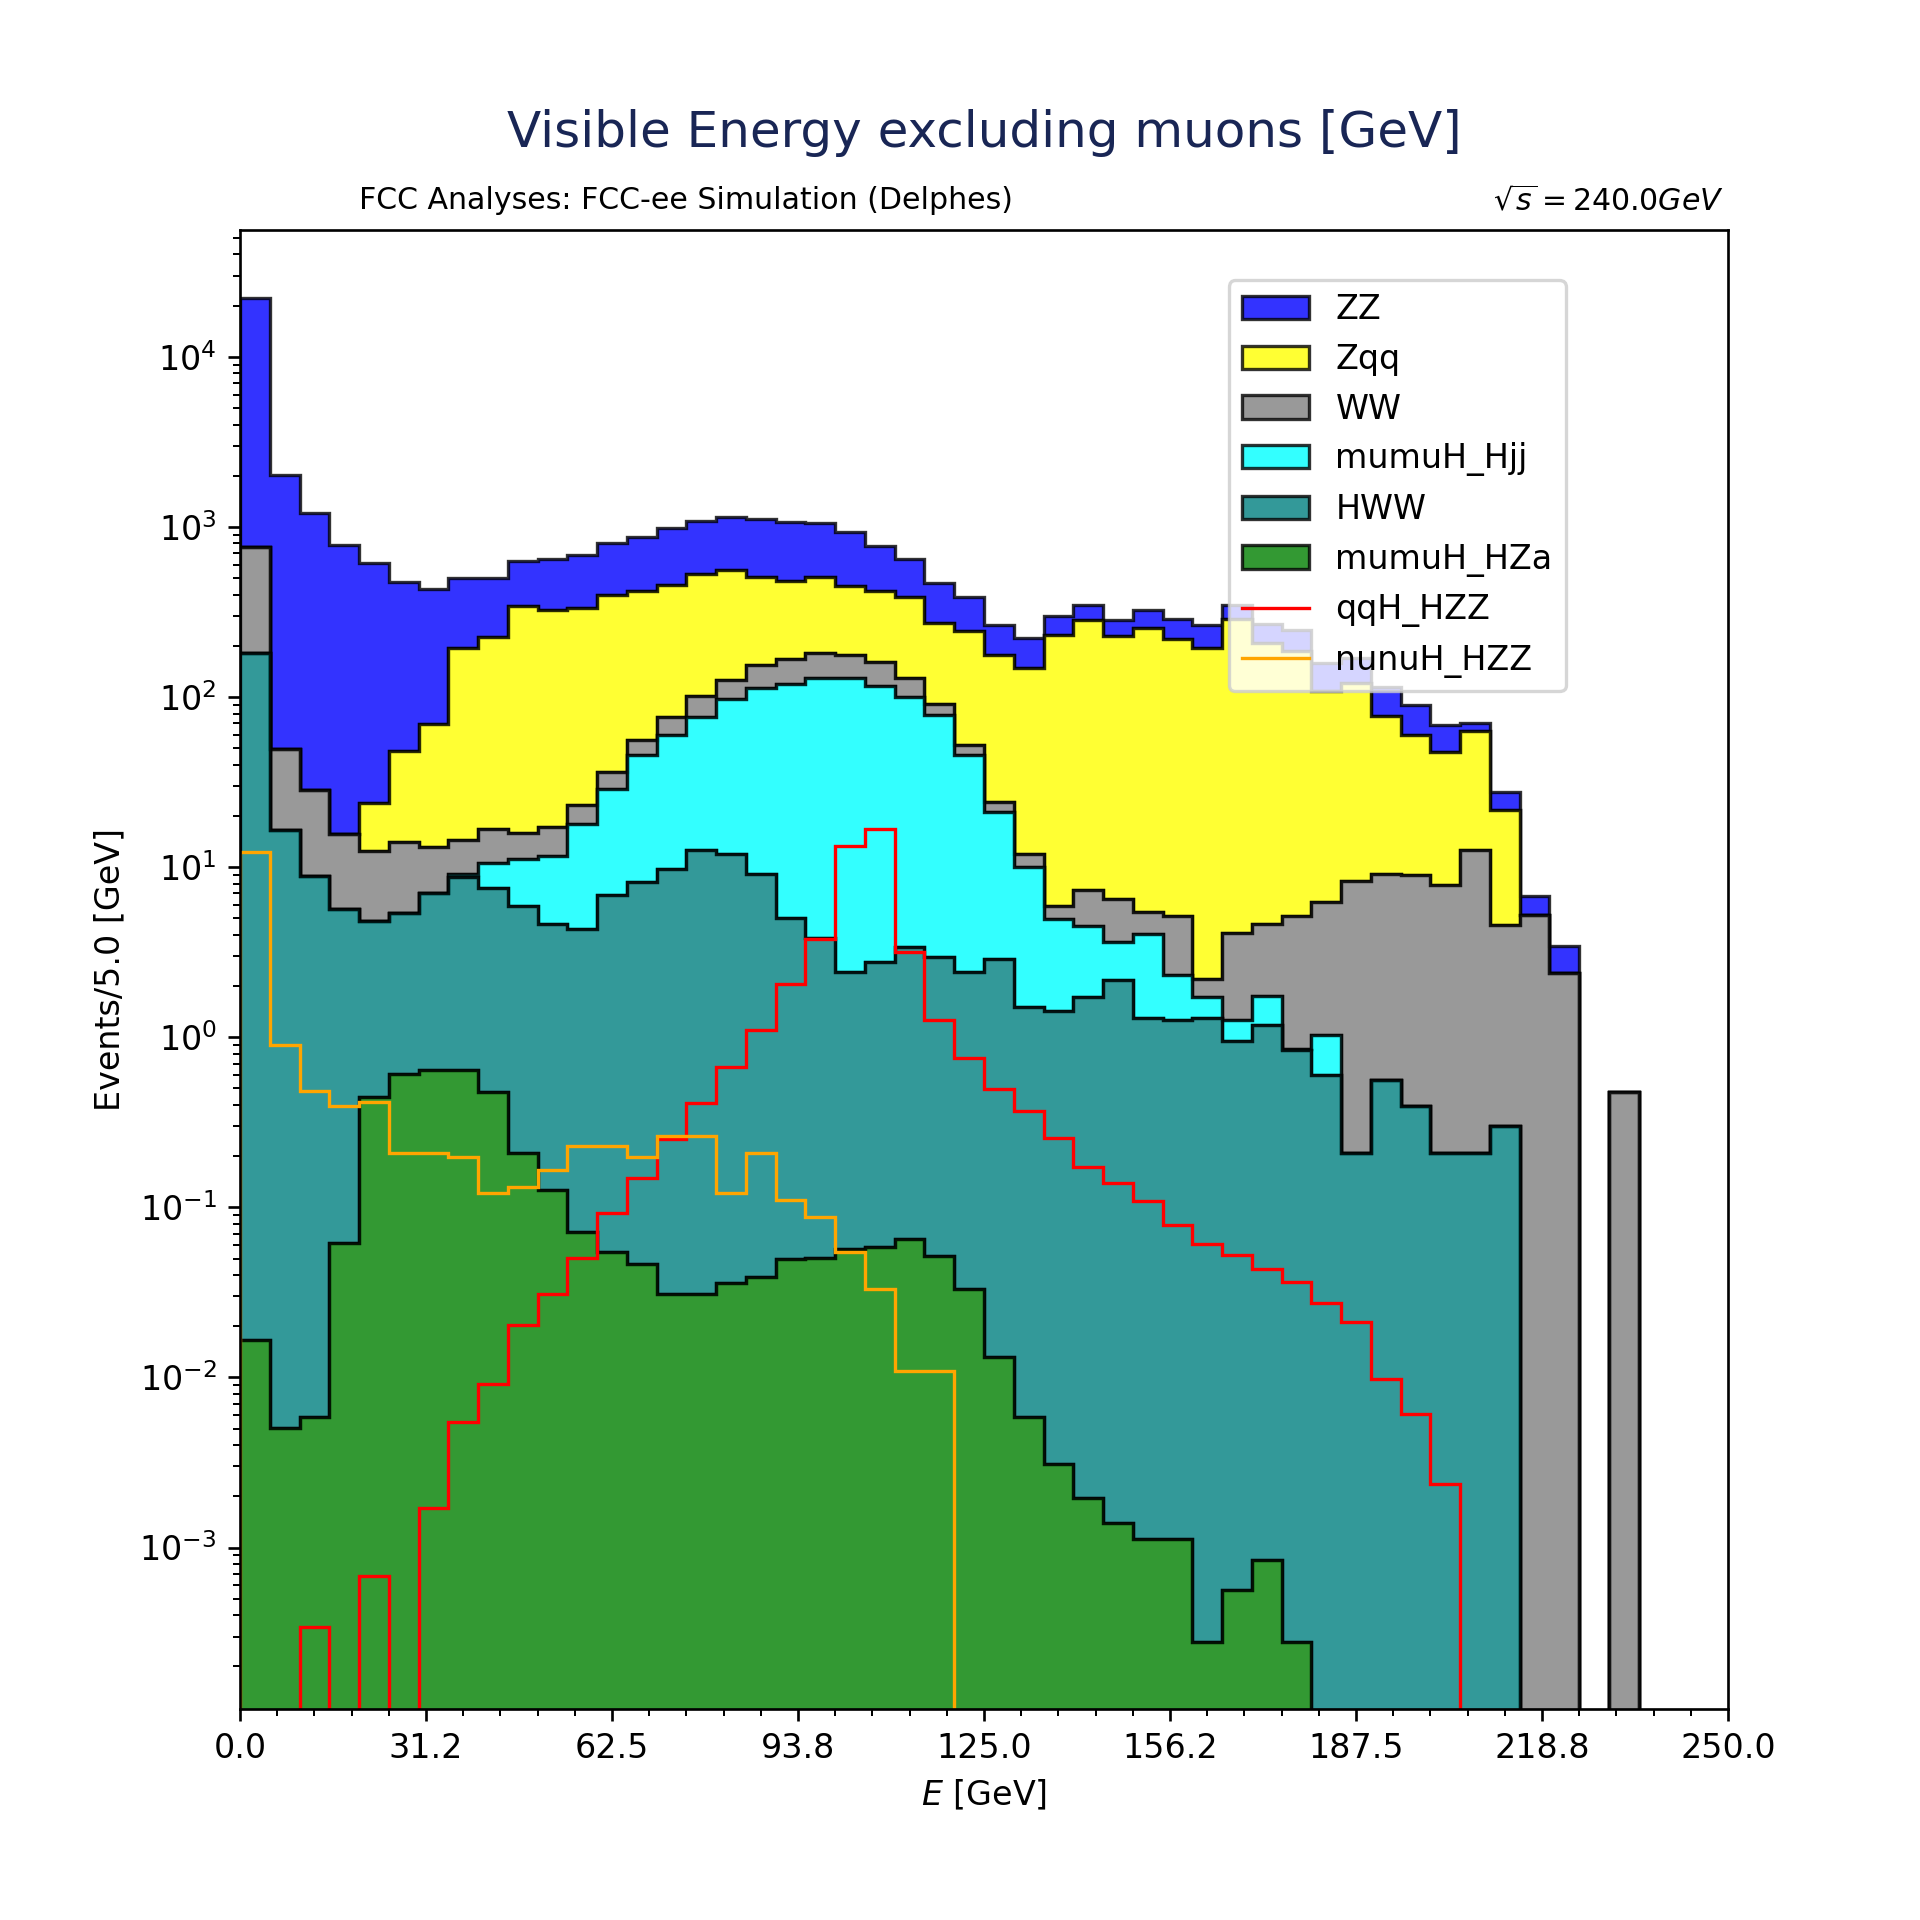 Visible Energy excluding muons [GeV]
FCC Analyses: FCC-ee Simulation (Delphes)
√s = 240.0GeV
ZZ
Zqq
WW
mumuH_Hjj
HWW
mumuH_HZa
qqH_HZZ
nunuH_HZZ
10⁴
10³
10²
10¹
10⁰
10⁻¹
10⁻²
10⁻³
Events/5.0 [GeV]
0.0 31.2 62.5 93.8 125.0 156.2 187.5 218.8 250.0
E [GeV]